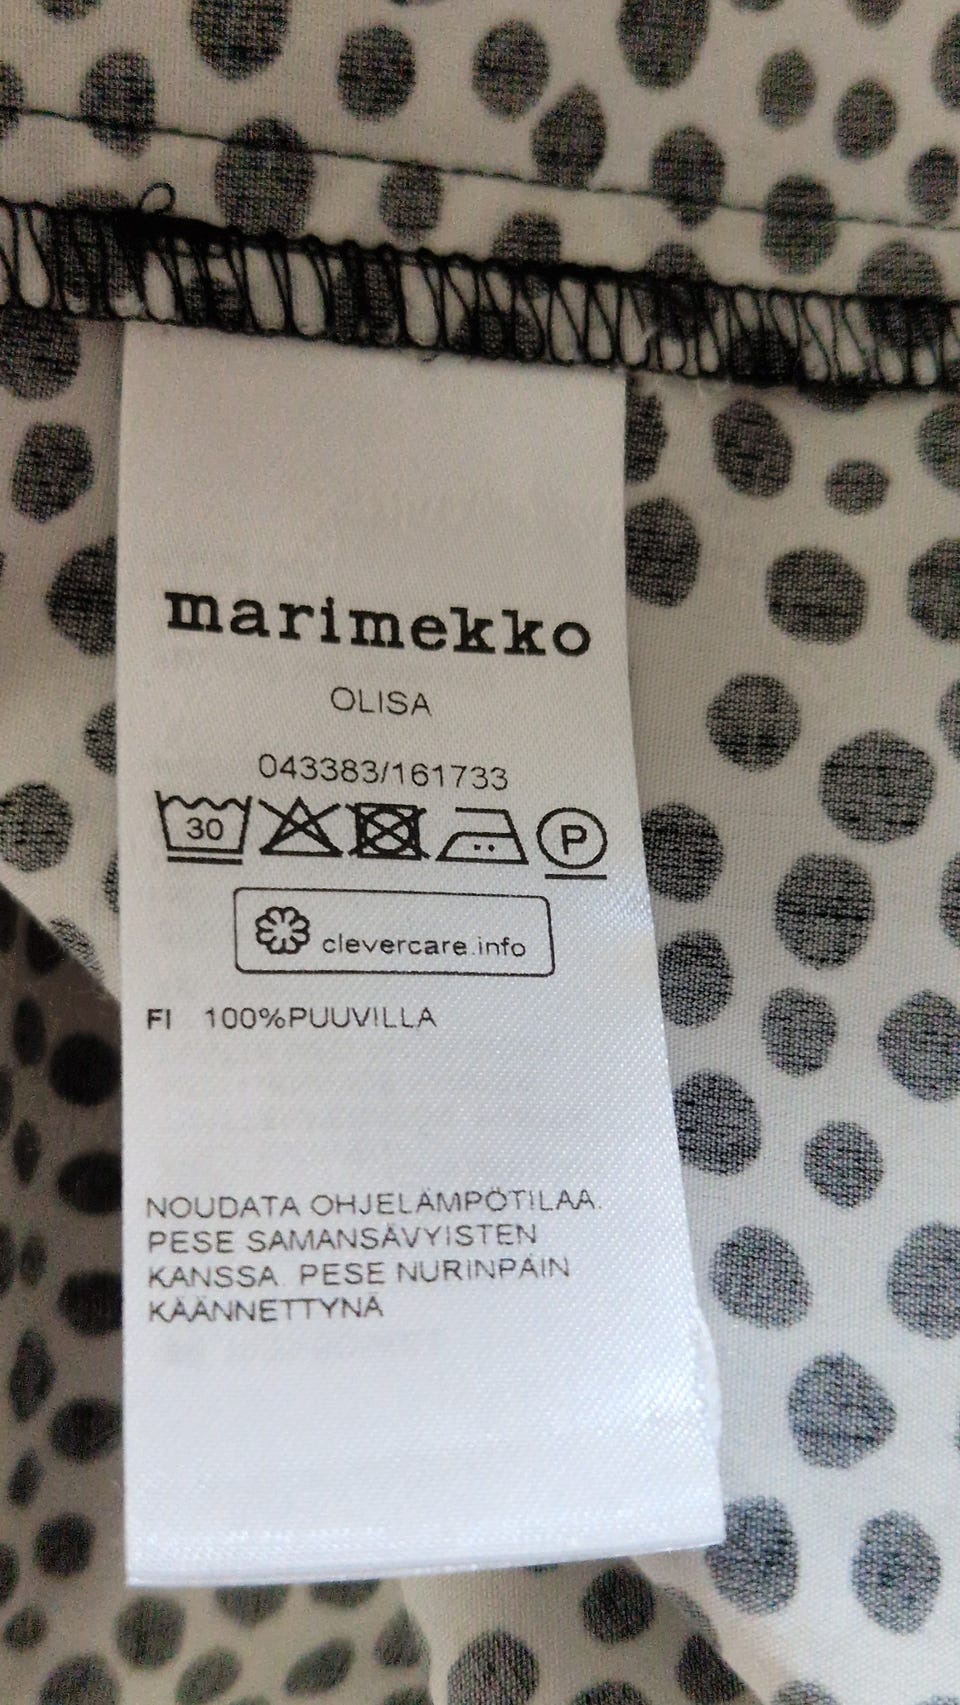 marimekko
OLISA
043383/161733
30 P
clevercare.info
FI 100%PUUVILLA
NOUDATA OHJELÄMPÖTILAA.
PESE SAMANSÄVYISTEN
KANSSA. PESE NURINPÄIN
KÄÄNNETTYNÄ